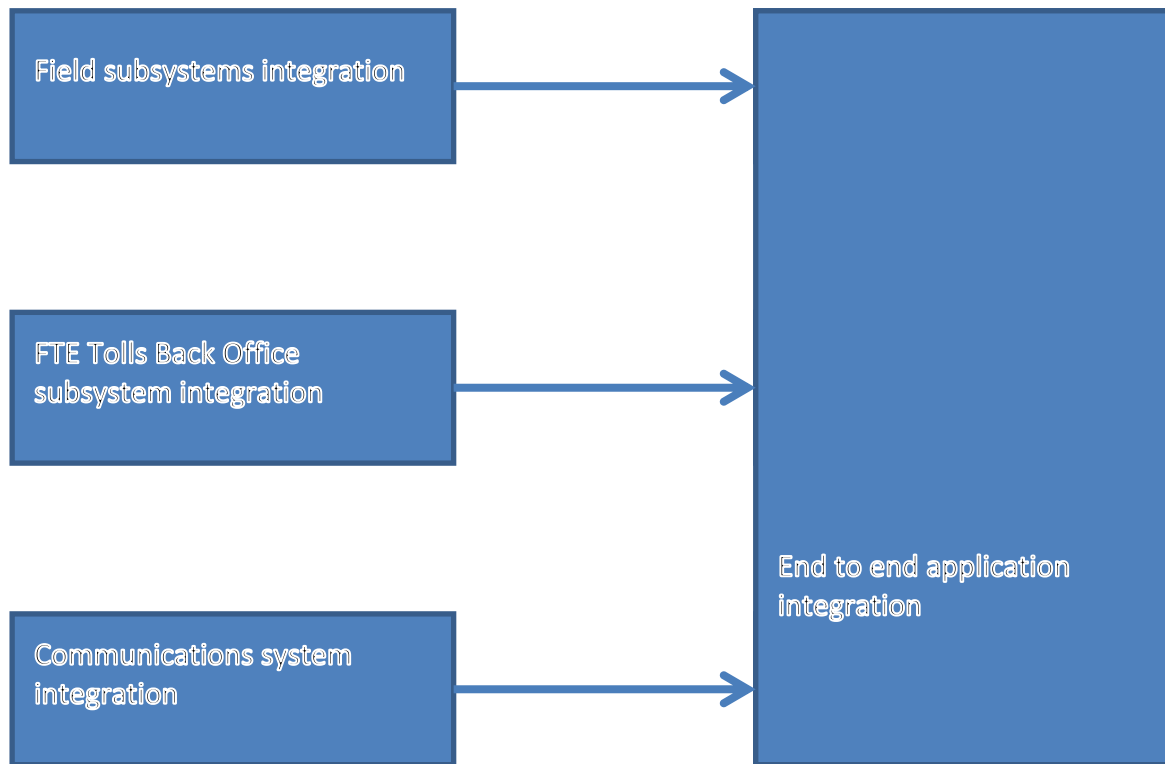 Field subsystems integration
FTE Tolls Back Office
subsystem integration
End to end application
integration
Communications system
integration